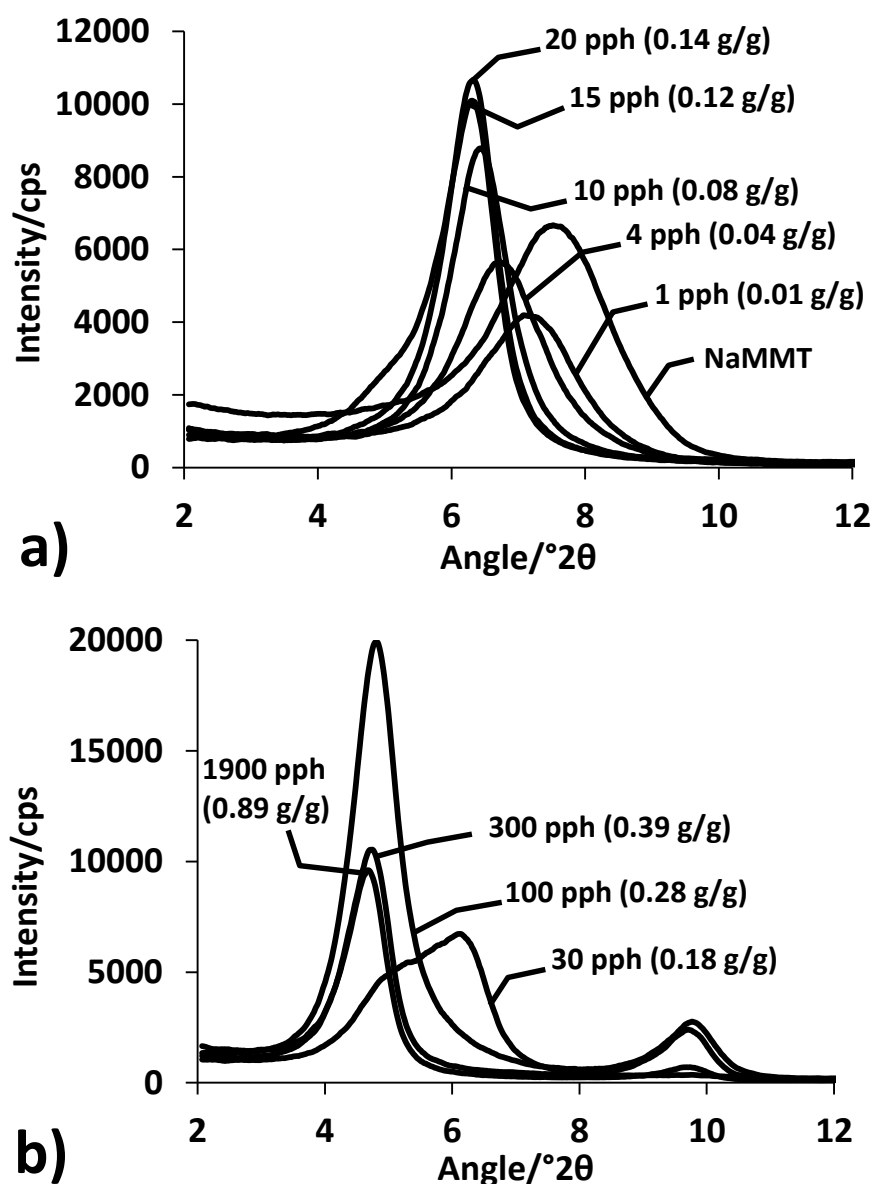 12000
10000
8000
6000
4000
2000
0
Intensity/cps
20 pph (0.14 g/g)
15 pph (0.12 g/g)
10 pph (0.08 g/g)
4 pph (0.04 g/g)
1 pph (0.01 g/g)
NaMMT
2 4 6 8 10 12
Angle/°2θ
a)
20000
15000
10000
5000
0
Intensity/cps
1900 pph
(0.89 g/g)
300 pph (0.39 g/g)
100 pph (0.28 g/g)
30 pph (0.18 g/g)
2 4 6 8 10 12
Angle/°2θ
b)